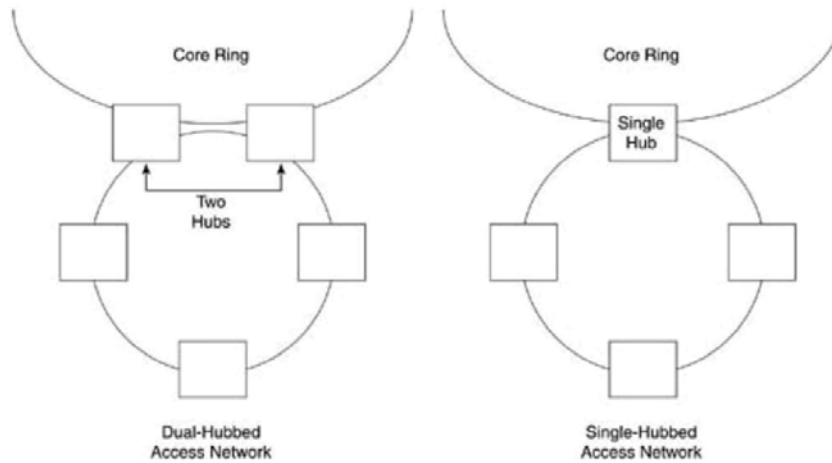 Core Ring
Two
Hubs
Dual-Hubbed
Access Network
Core Ring
Single
Hub
Single-Hubbed
Access Network